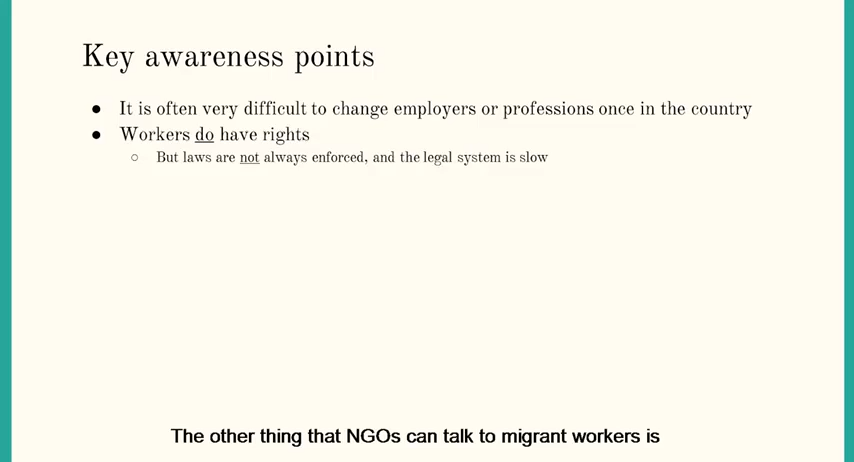 Key awareness points
● It is often very difficult to change employers or professions once in the country
● Workers do have rights
○ But laws are not always enforced, and the legal system is slow
The other thing that NGOs can talk to migrant workers is